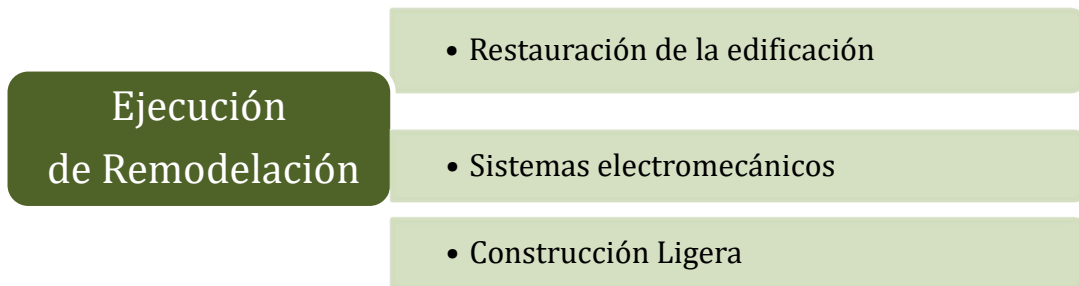 Ejecución
de Remodelación
• Restauración de la edificación
• Sistemas electromecánicos
• Construcción Ligera